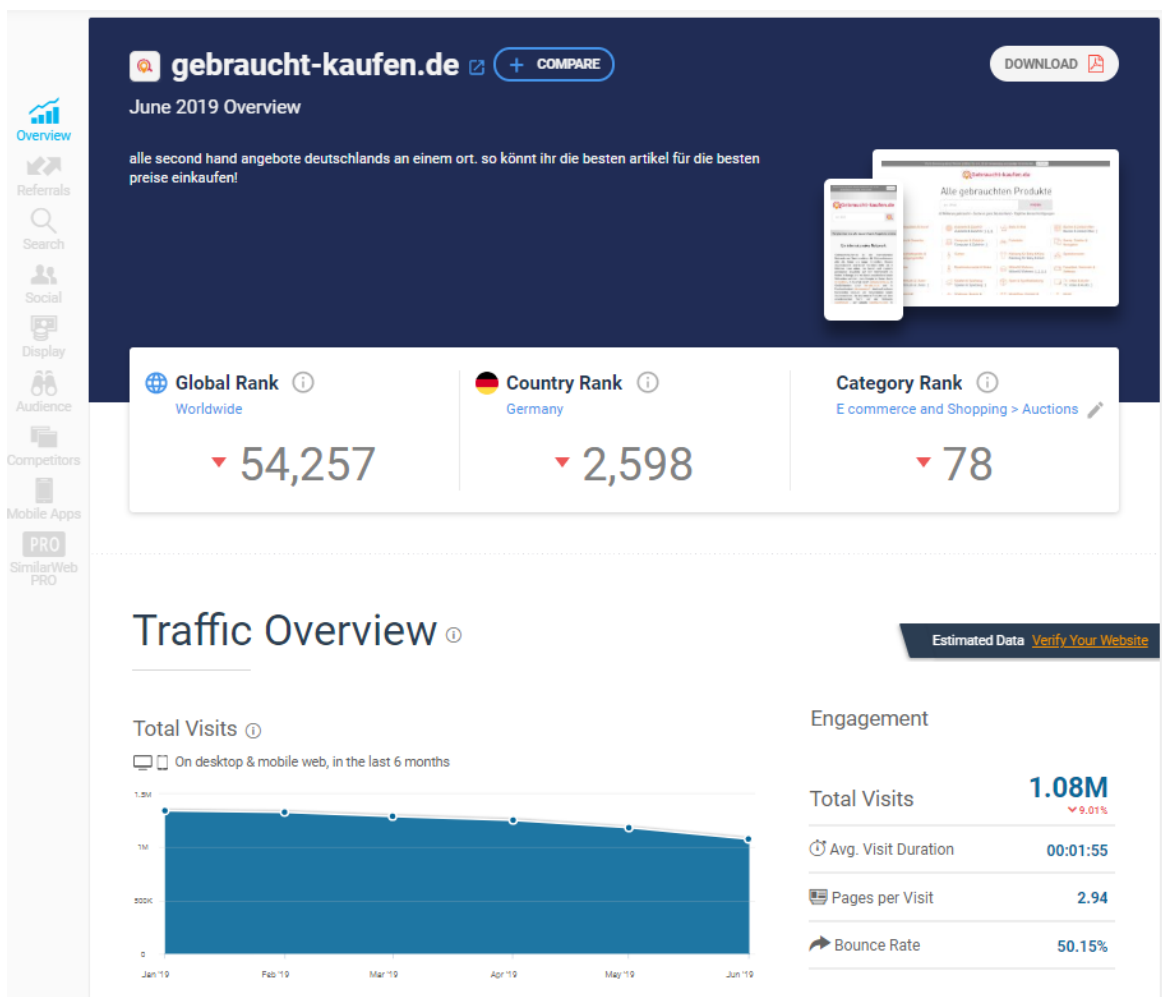 gebraucht-kaufen.de
+ COMPARE
DOWNLOAD
June 2019 Overview
alle second hand angebote deutschlands an einem ort. so könnt ihr die besten artikel für die besten
preise einkaufen!
Gebraucht-kaufen.de
Alle gebrauchten Produkte
Gebraucht-kaufen.de
Overview
Referrals
Search
Social
Display
Audience
Competitors
Mobile Apps
PRO
SimilarWeb
PRO
Global Rank
Worldwide
54,257
Country Rank
Germany
2,598
Category Rank
E commerce and Shopping > Auctions
78
Traffic Overview
Estimated Data Verify Your Website
Total Visits
On desktop & mobile web, in the last 6 months
1.5M
1M
500K
0
Jan '19 Feb '19 Mar '19 Apr '19 May '19 Jun '19
Engagement
Total Visits 1.08M
9.01%
Avg. Visit Duration 00:01:55
Pages per Visit 2.94
Bounce Rate 50.15%